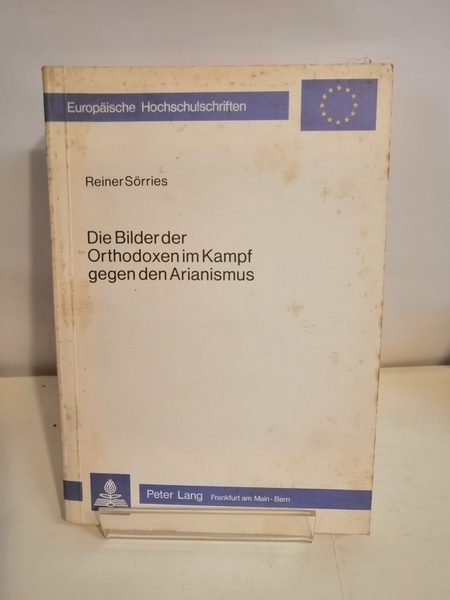 Europäische Hochschulschriften
Reiner Sörries
Die Bilder der
Orthodoxen im Kampf
gegen den Arianismus
Peter Lang Frankfurt am Main · Bern